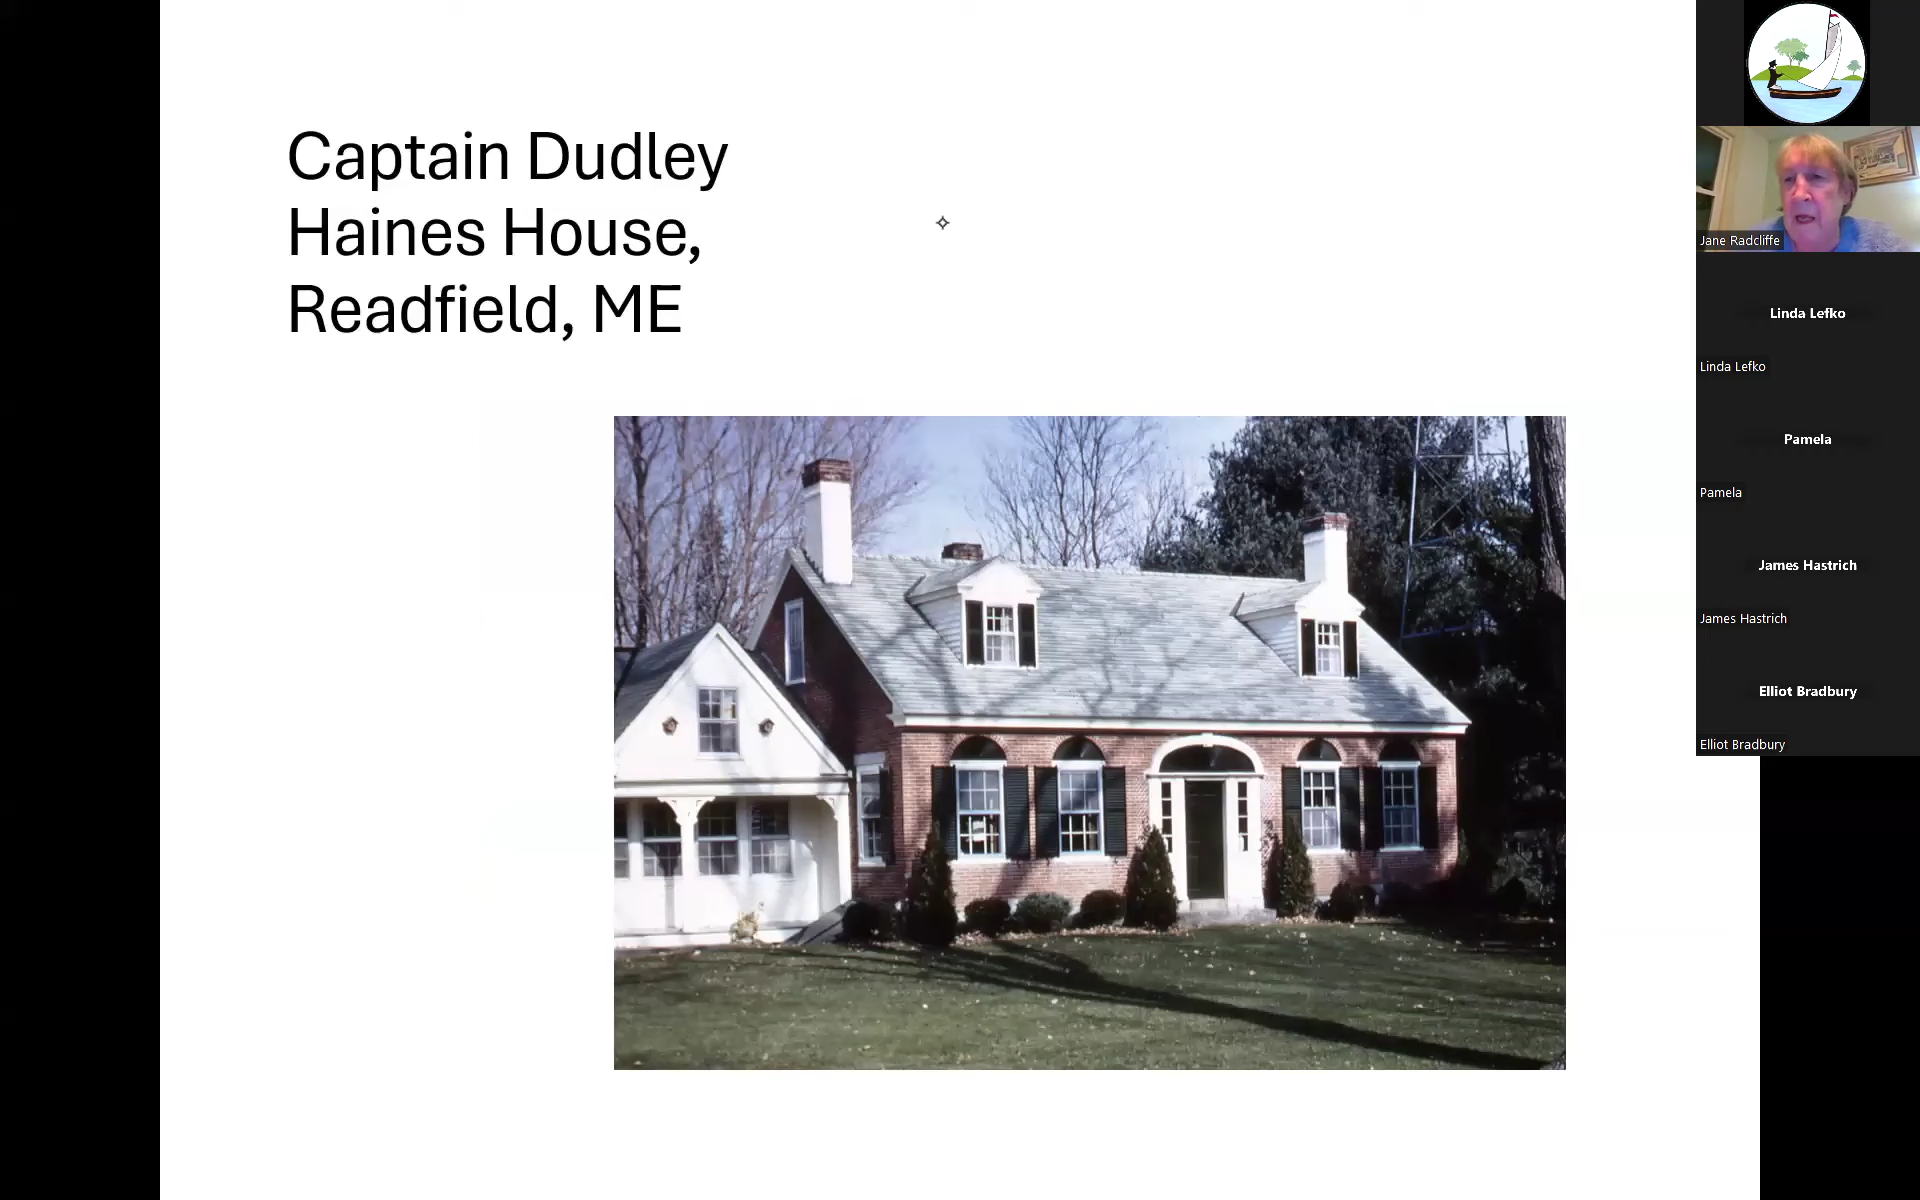 Captain Dudley
Haines House,
Readfield, ME
Jane Radcliffe
Linda Lefko
Linda Lefko
Pamela
Pamela
James Hastrich
James Hastrich
Elliot Bradbury
Elliot Bradbury